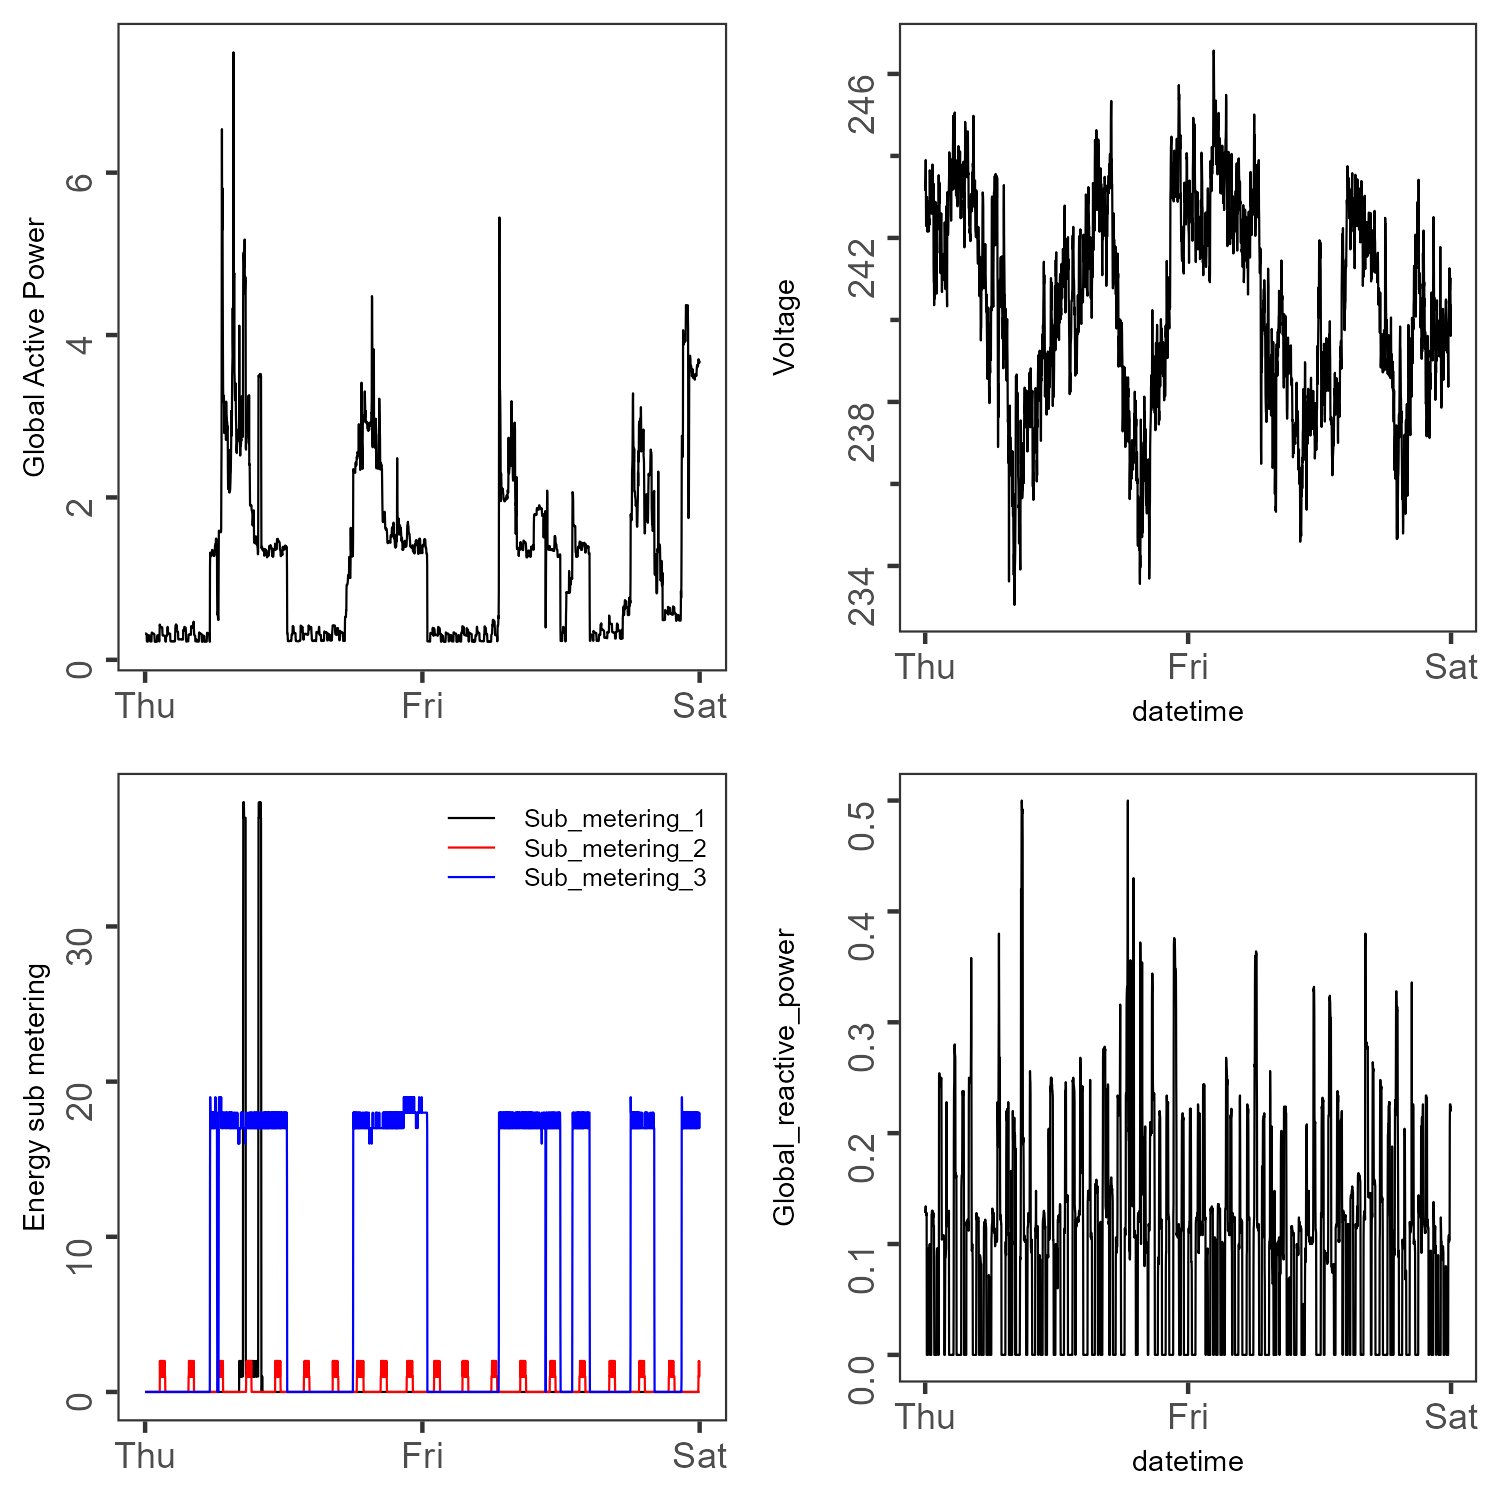 Global Active Power
6
4
2
0
Thu Fri Sat
Voltage
246
242
238
234
Thu Fri Sat
datetime
Energy sub metering
30
20
10
0
Sub_metering_1
Sub_metering_2
Sub_metering_3
Thu Fri Sat
Global_reactive_power
0.5
0.4
0.3
0.2
0.1
0.0
Thu Fri Sat
datetime